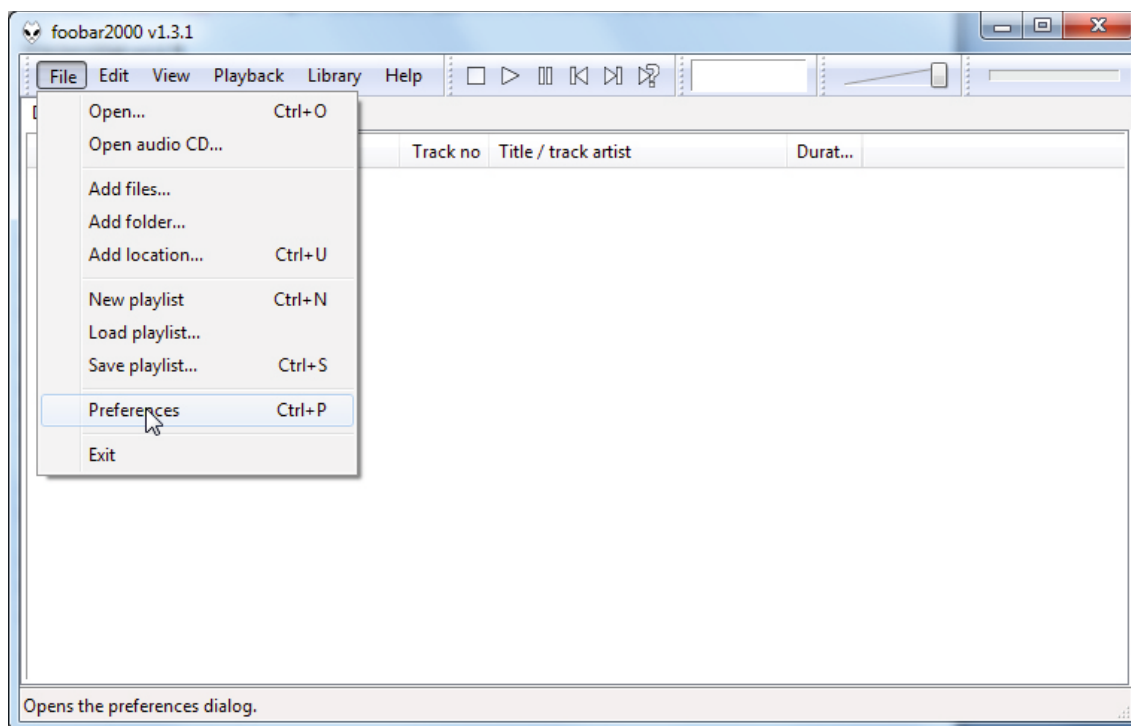 foobar2000 v1.3.1
File Edit View Playback Library Help
Open... Ctrl+O
Open audio CD...
Track no Title / track artist Durat...
Add files...
Add folder...
Add location... Ctrl+U
New playlist Ctrl+N
Load playlist...
Save playlist... Ctrl+S
Preferences Ctrl+P
Exit
Opens the preferences dialog.